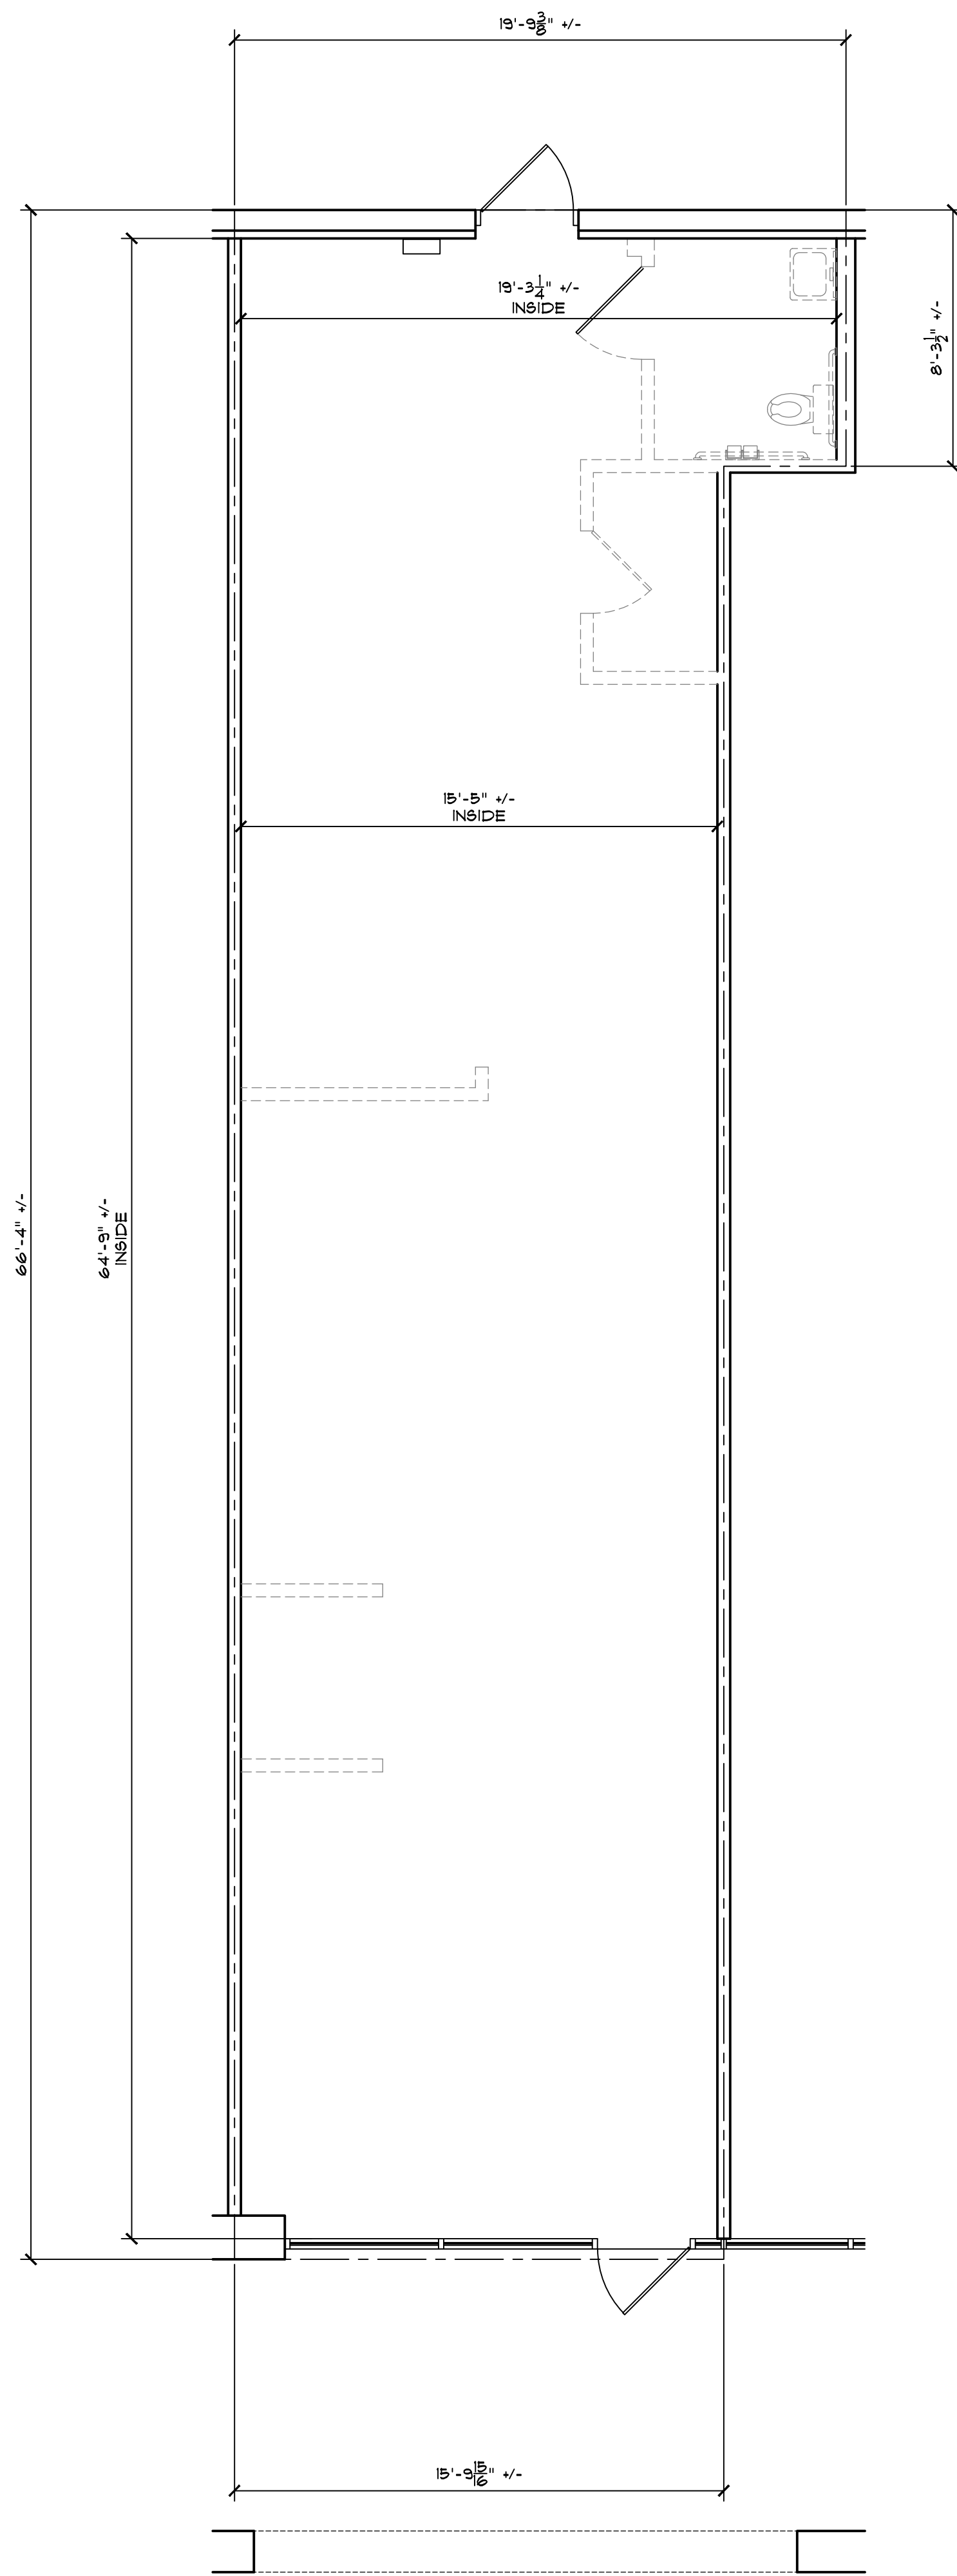 19'-9 3/8" +/-
19'-3 1/4" +/-
INSIDE
8'-3 1/2" +/-
15'-5" +/-
INSIDE
66'-4" +/-
64'-9" +/-
INSIDE
15'-9 15/16" +/-